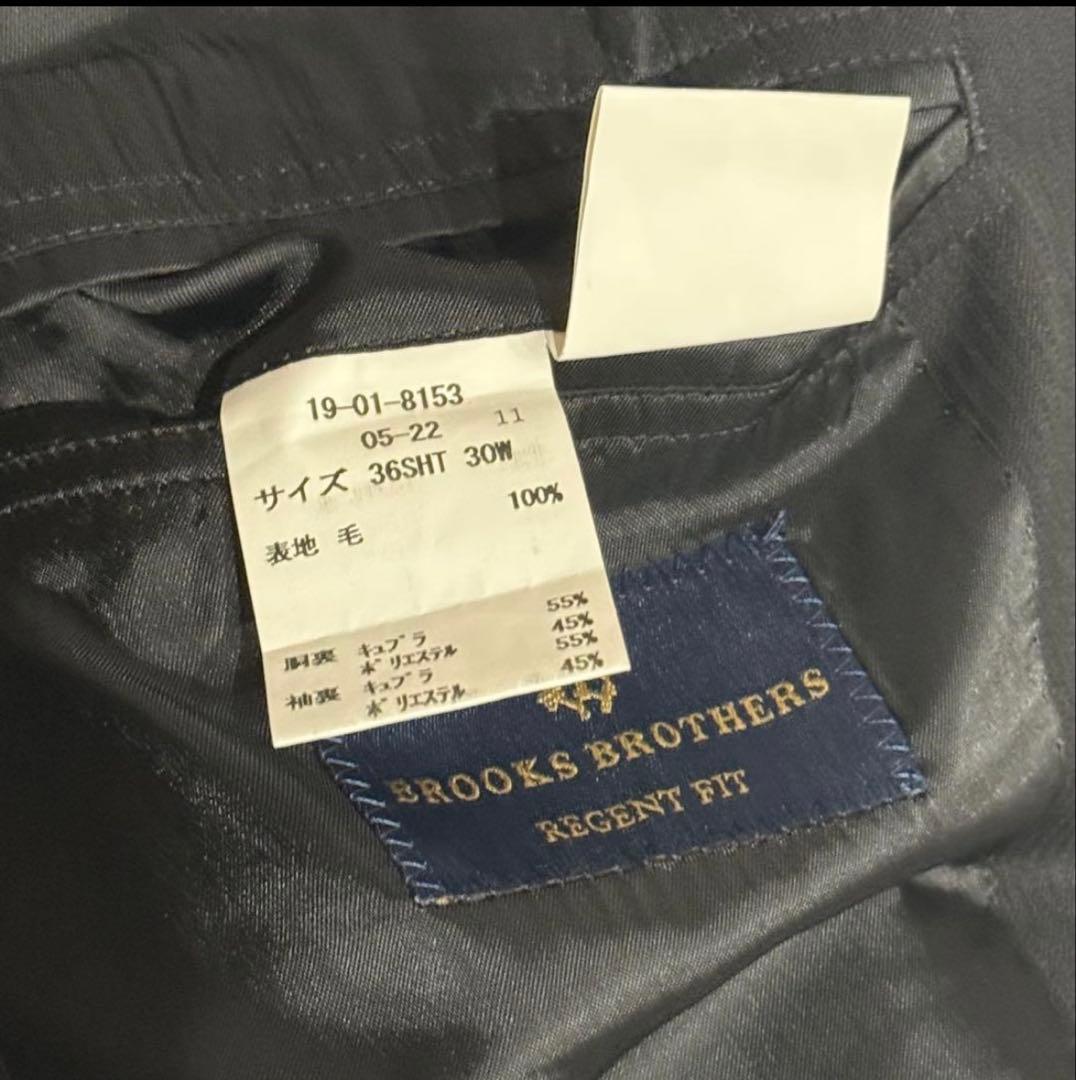 19-01-8153
05-22 11
サイズ 36SHT 30W
100%
表地 毛
胴裏 キュプラ 55%
ポリエステル 45%
袖裏 キュプラ 55%
ポリエステル 45%
BROOKS BROTHERS
REGENT FIT